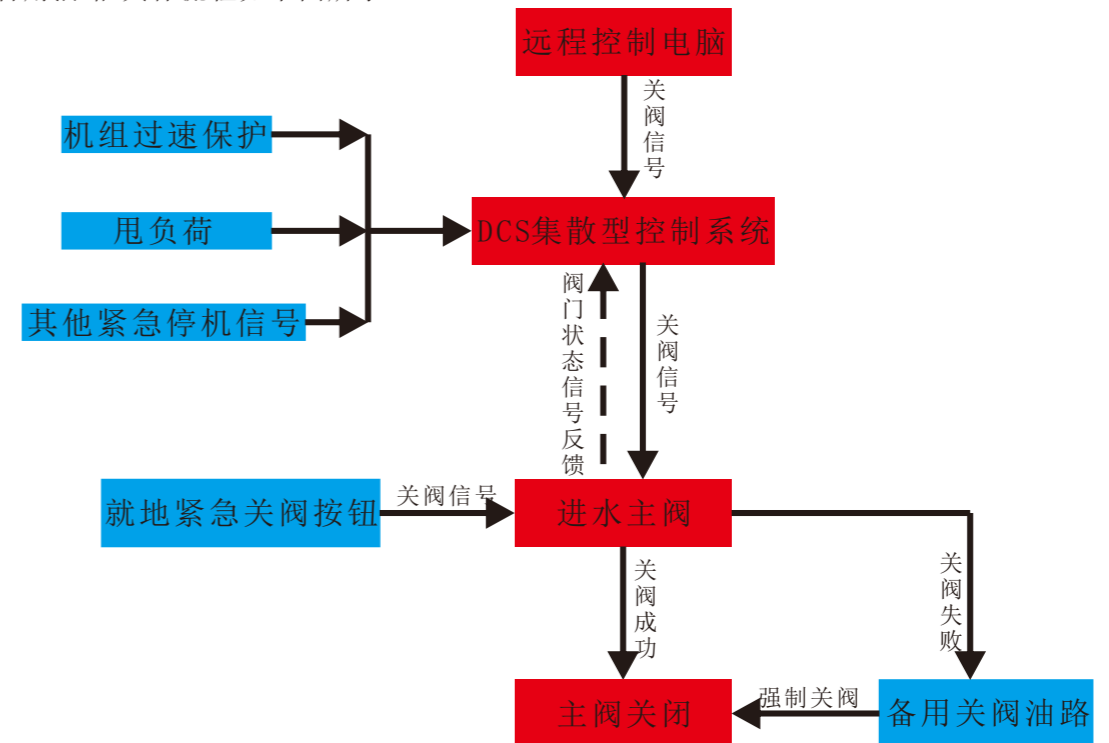 远程控制电脑
关阀信号
机组过速保护
甩负荷
DCS集散型控制系统
其他紧急停机信号
阀门状态信号反馈
关阀信号
就地紧急关阀按钮
关阀信号
进水主阀
关阀成功
关阀失败
主阀关闭
强制关阀
备用关阀油路